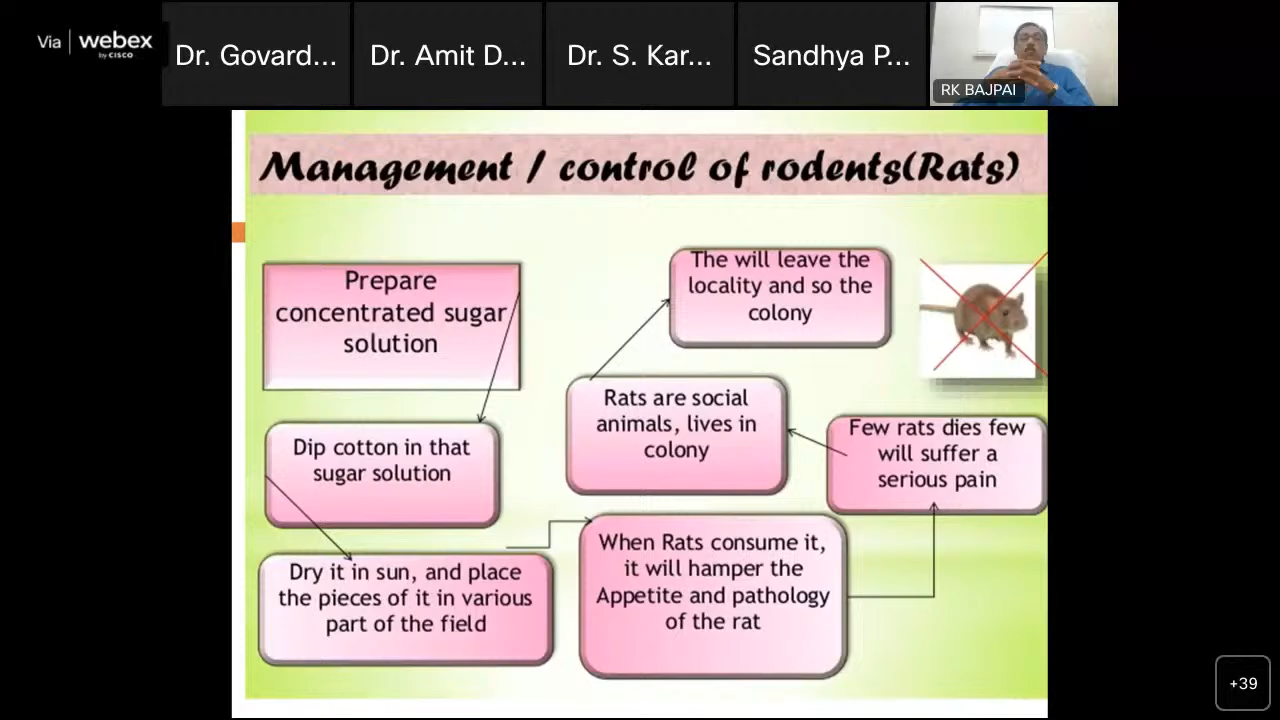 Via webex
by CISCO
Dr. Govard...
Dr. Amit D...
Dr. S. Kar...
Sandhya P...
RK BAJPAI
Management / control of rodents(Rats)
Prepare
concentrated sugar
solution
Dip cotton in that
sugar solution
Dry it in sun, and place
the pieces of it in various
part of the field
When Rats consume it,
it will hamper the
Appetite and pathology
of the rat
Few rats dies few
will suffer a
serious pain
Rats are social
animals, lives in
colony
The will leave the
locality and so the
colony
+39